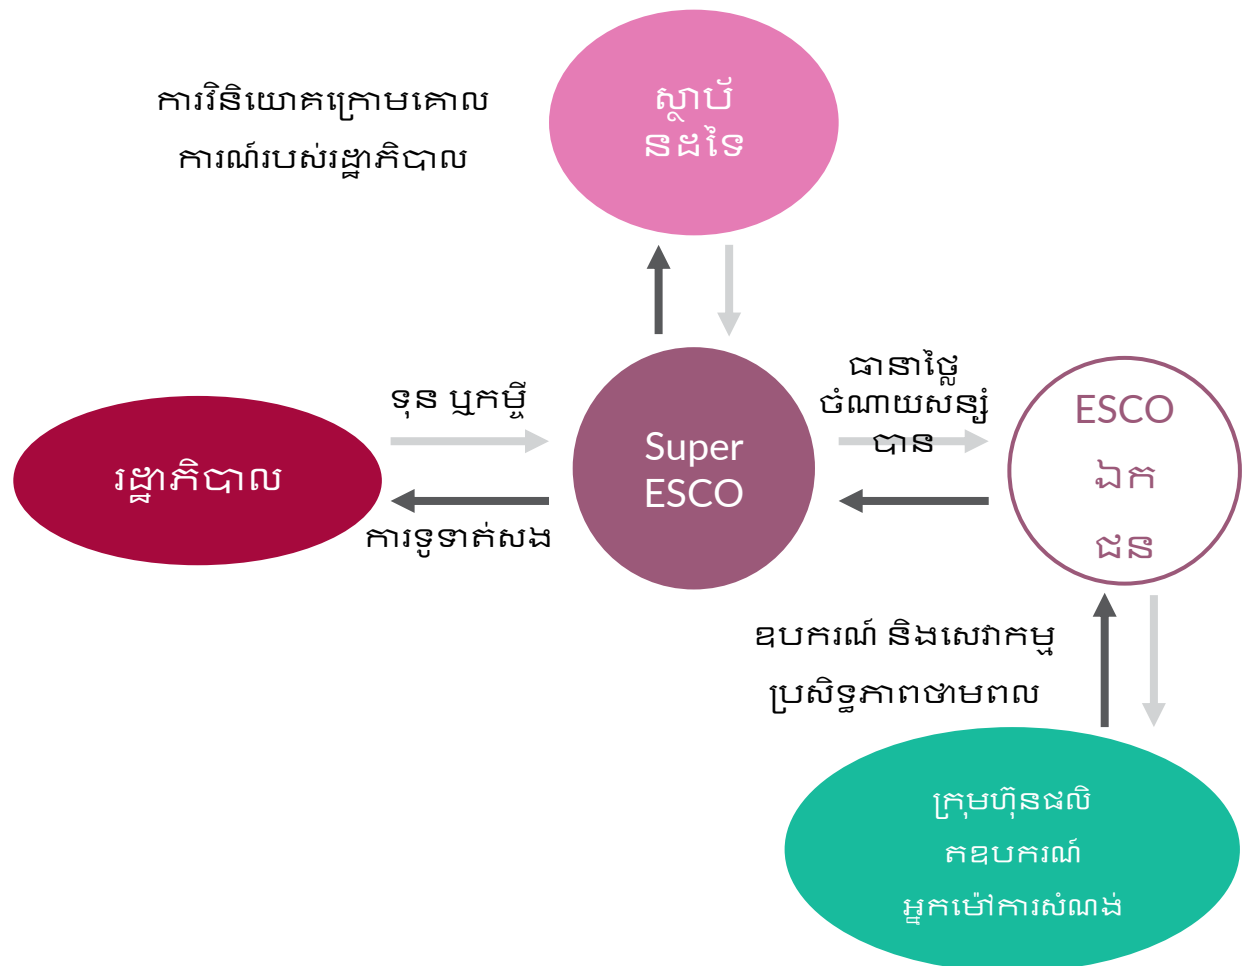 ការវិនិយោគក្រោមគោល
ការណ៍របស់រដ្ឋាភិបាល
ស្ថាប័
នដទៃ
ទុន ឬកម្ចី
រដ្ឋាភិបាល
ការទូទាត់សង
Super
ESCO
ធានាថ្លៃ
ចំណាយសន្សំ
បាន
ESCO
ឯក
ជន
ឧបករណ៍ និងសេវាកម្ម
ប្រសិទ្ធភាពថាមពល
ក្រុមហ៊ុនផលិ
តឧបករណ៍
អ្នកម៉ៅការសំណង់